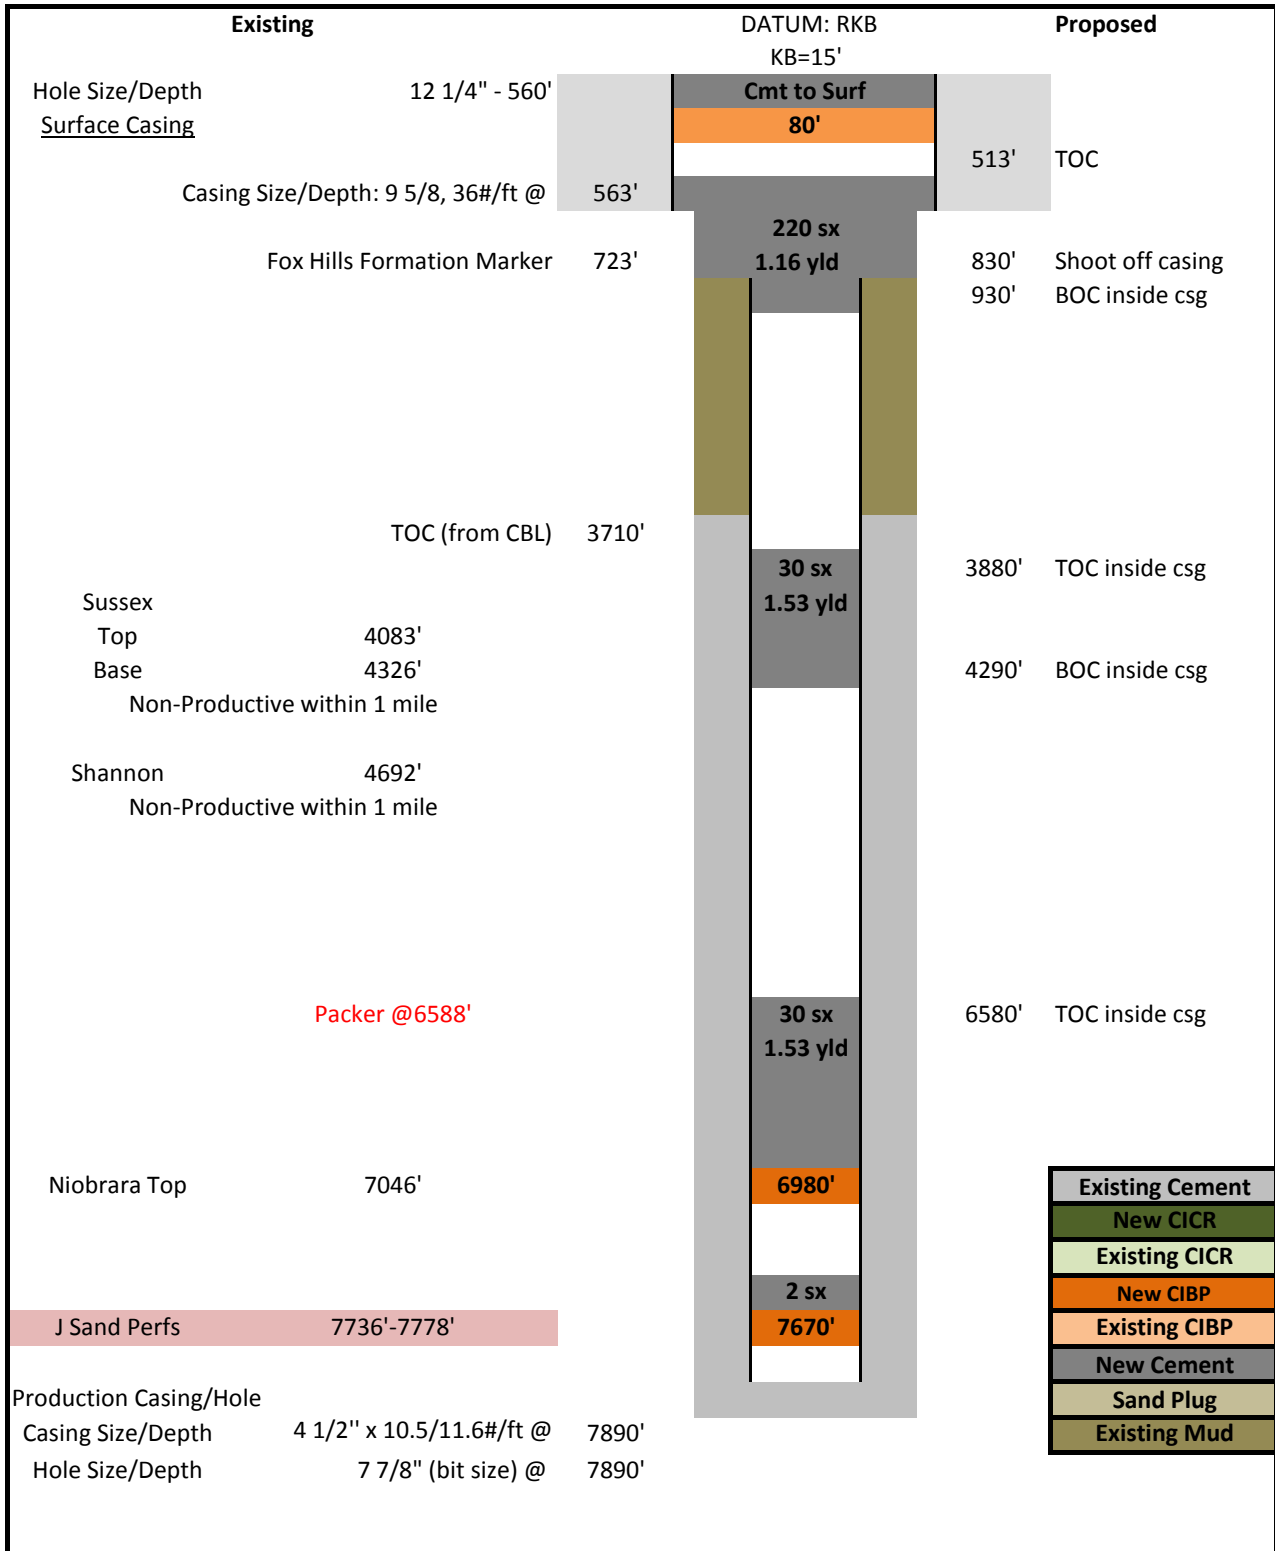 Existing DATUM: RKB Proposed
KB=15'
Hole Size/Depth 12 1/4" - 560' Cmt to Surf
Surface Casing 80'
513' TOC
Casing Size/Depth: 9 5/8, 36#/ft @ 563'
220 sx
Fox Hills Formation Marker 723' 1.16 yld 830' Shoot off casing
930' BOC inside csg
TOC (from CBL) 3710'
30 sx 3880' TOC inside csg
Sussex 1.53 yld
Top 4083'
Base 4326' 4290' BOC inside csg
Non-Productive within 1 mile
Shannon 4692'
Non-Productive within 1 mile
Packer @6588' 30 sx 6580' TOC inside csg
1.53 yld
Niobrara Top 7046' 6980' Existing Cement
New CICR
Existing CICR
2 sx New CIBP
J Sand Perfs 7736'-7778' 7670' Existing CIBP
New Cement
Production Casing/Hole Sand Plug
Casing Size/Depth 4 1/2'' x 10.5/11.6#/ft @ 7890' Existing Mud
Hole Size/Depth 7 7/8" (bit size) @ 7890'